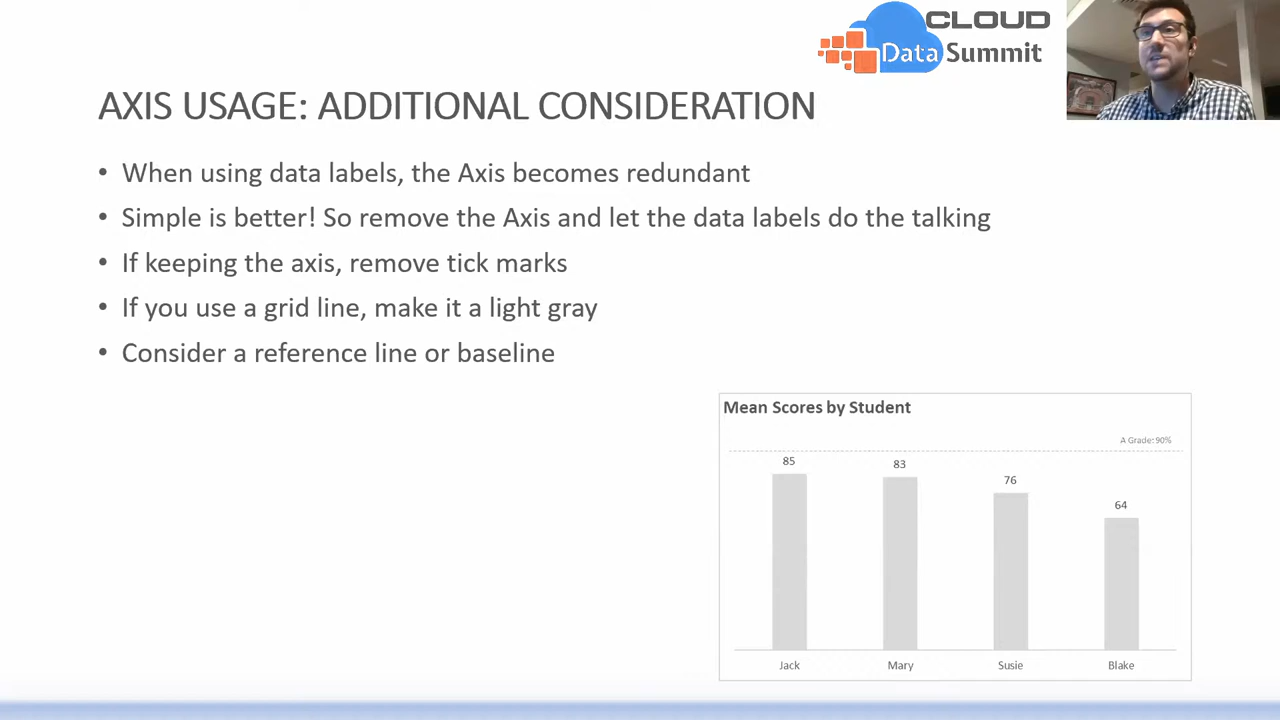 CLOUD
Data Summit
AXIS USAGE: ADDITIONAL CONSIDERATION
• When using data labels, the Axis becomes redundant
• Simple is better! So remove the Axis and let the data labels do the talking
• If keeping the axis, remove tick marks
• If you use a grid line, make it a light gray
• Consider a reference line or baseline
Mean Scores by Student
A Grade: 90%
85 83 76 64
Jack Mary Susie Blake